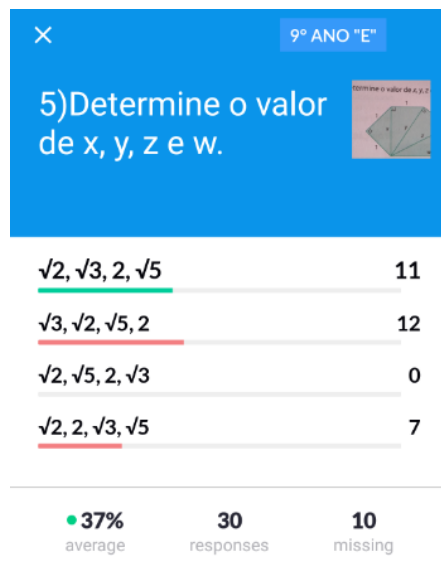 9º ANO "E"
5)Determine o valor
de x, y, z e w.
√2, √3, 2, √5 11
√3, √2, √5, 2 12
√2, √5, 2, √3 0
√2, 2, √3, √5 7
37% 30 10
average responses missing